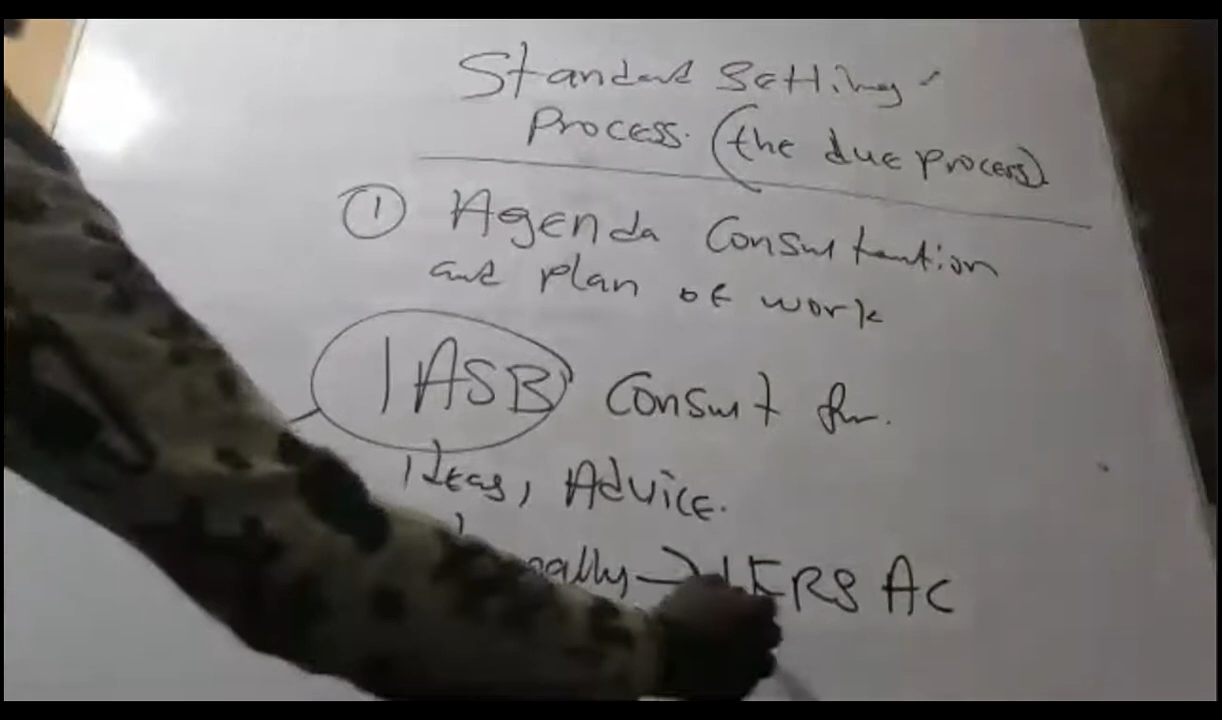 Standard Setting
Process. (the due process)
① Agenda Consultation
and plan of work
IASB Consult for
Ideas, Advice.
IFRS AC